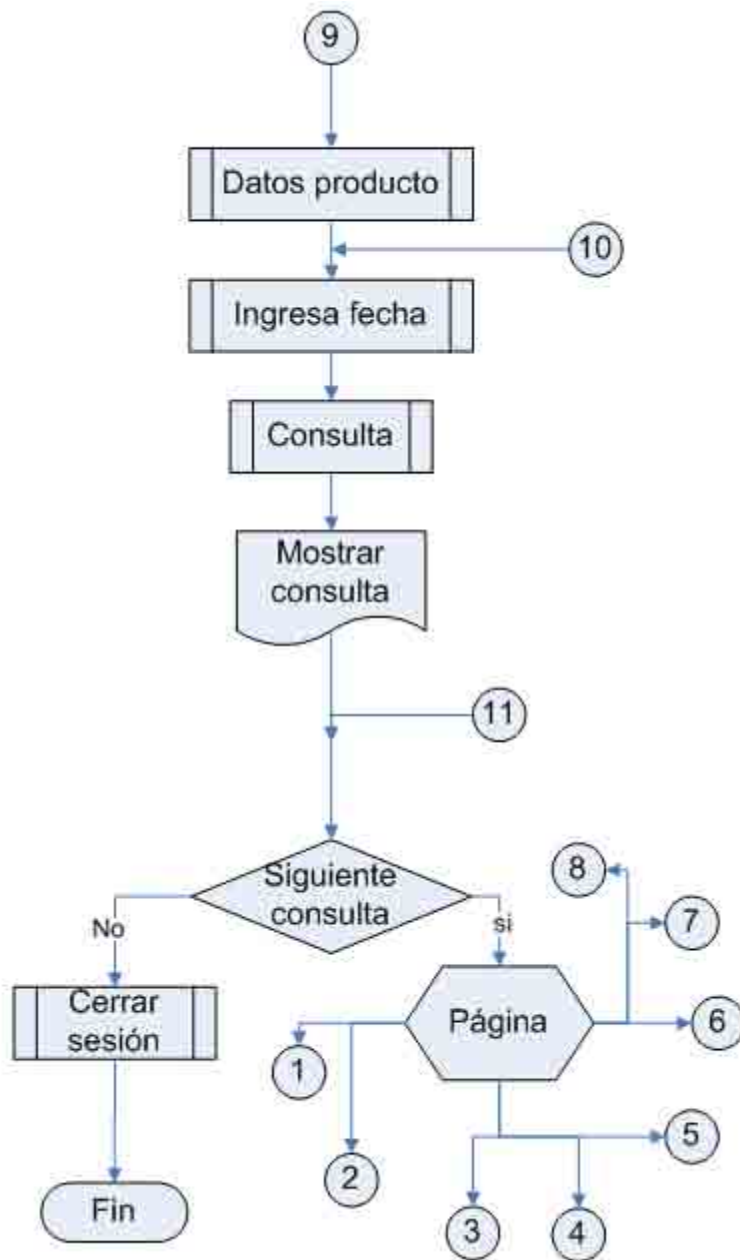 9
Datos producto
10
Ingresa fecha
Consulta
Mostrar
consulta
11
Siguiente
consulta
8
7
No
si
Cerrar
sesión
Página
6
1
5
2
Fin
3
4